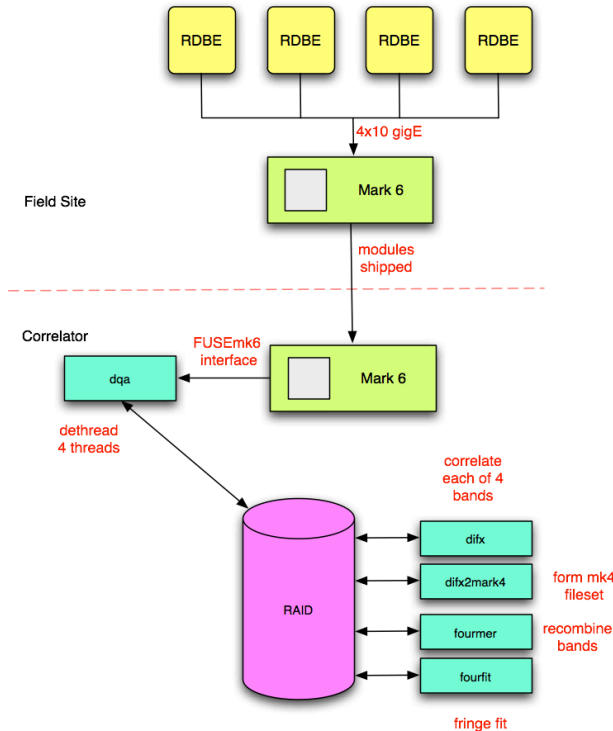 RDBE
RDBE
RDBE
RDBE
4x10 gigE
Mark 6
Field Site
modules
shipped
Correlator
FUSEmk6
interface
dqa
Mark 6
dethread
4 threads
correlate
each of 4
bands
difx
RAID
difx2mark4
form mk4
fileset
fourmer
recombine
bands
fourfit
fringe fit